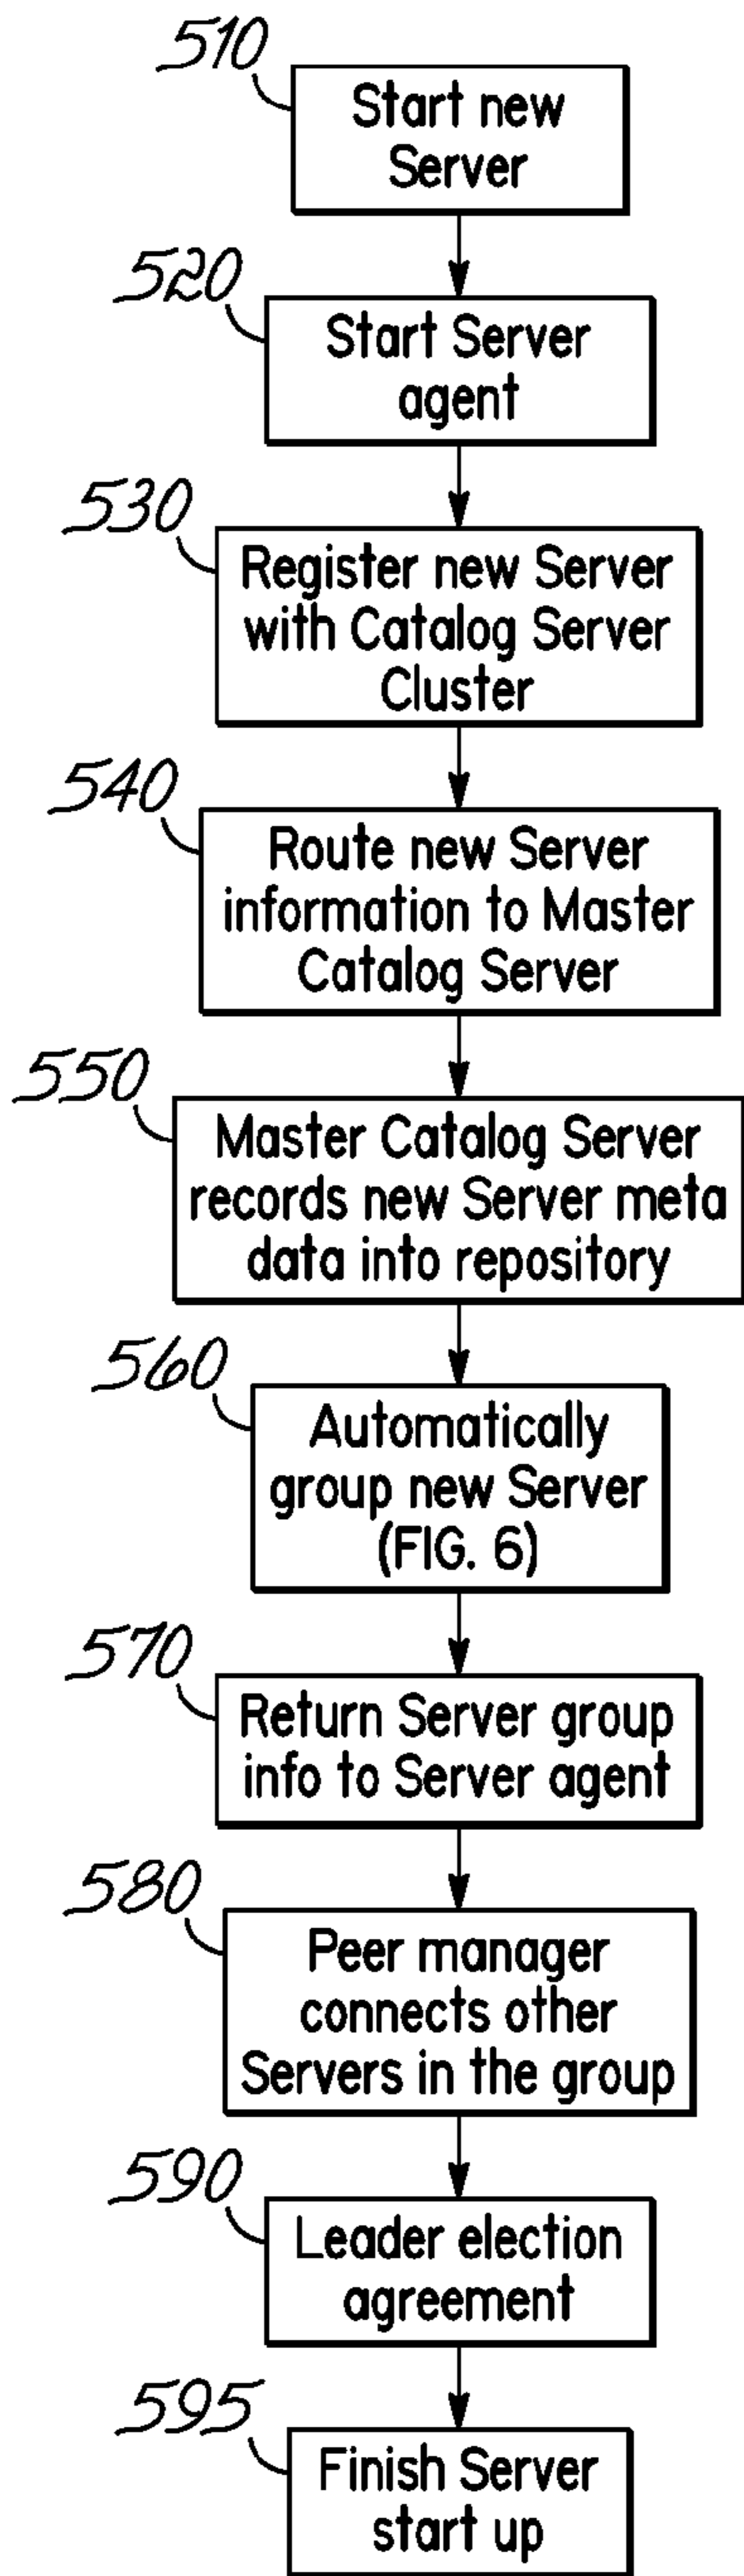 510
Start new
Server
520
Start Server
agent
530
Register new Server
with Catalog Server
Cluster
540
Route new Server
information to Master
Catalog Server
550
Master Catalog Server
records new Server meta
data into repository
560
Automatically
group new Server
(FIG. 6)
570
Return Server group
info to Server agent
580
Peer manager
connects other
Servers in the group
590
Leader election
agreement
595
Finish Server
start up